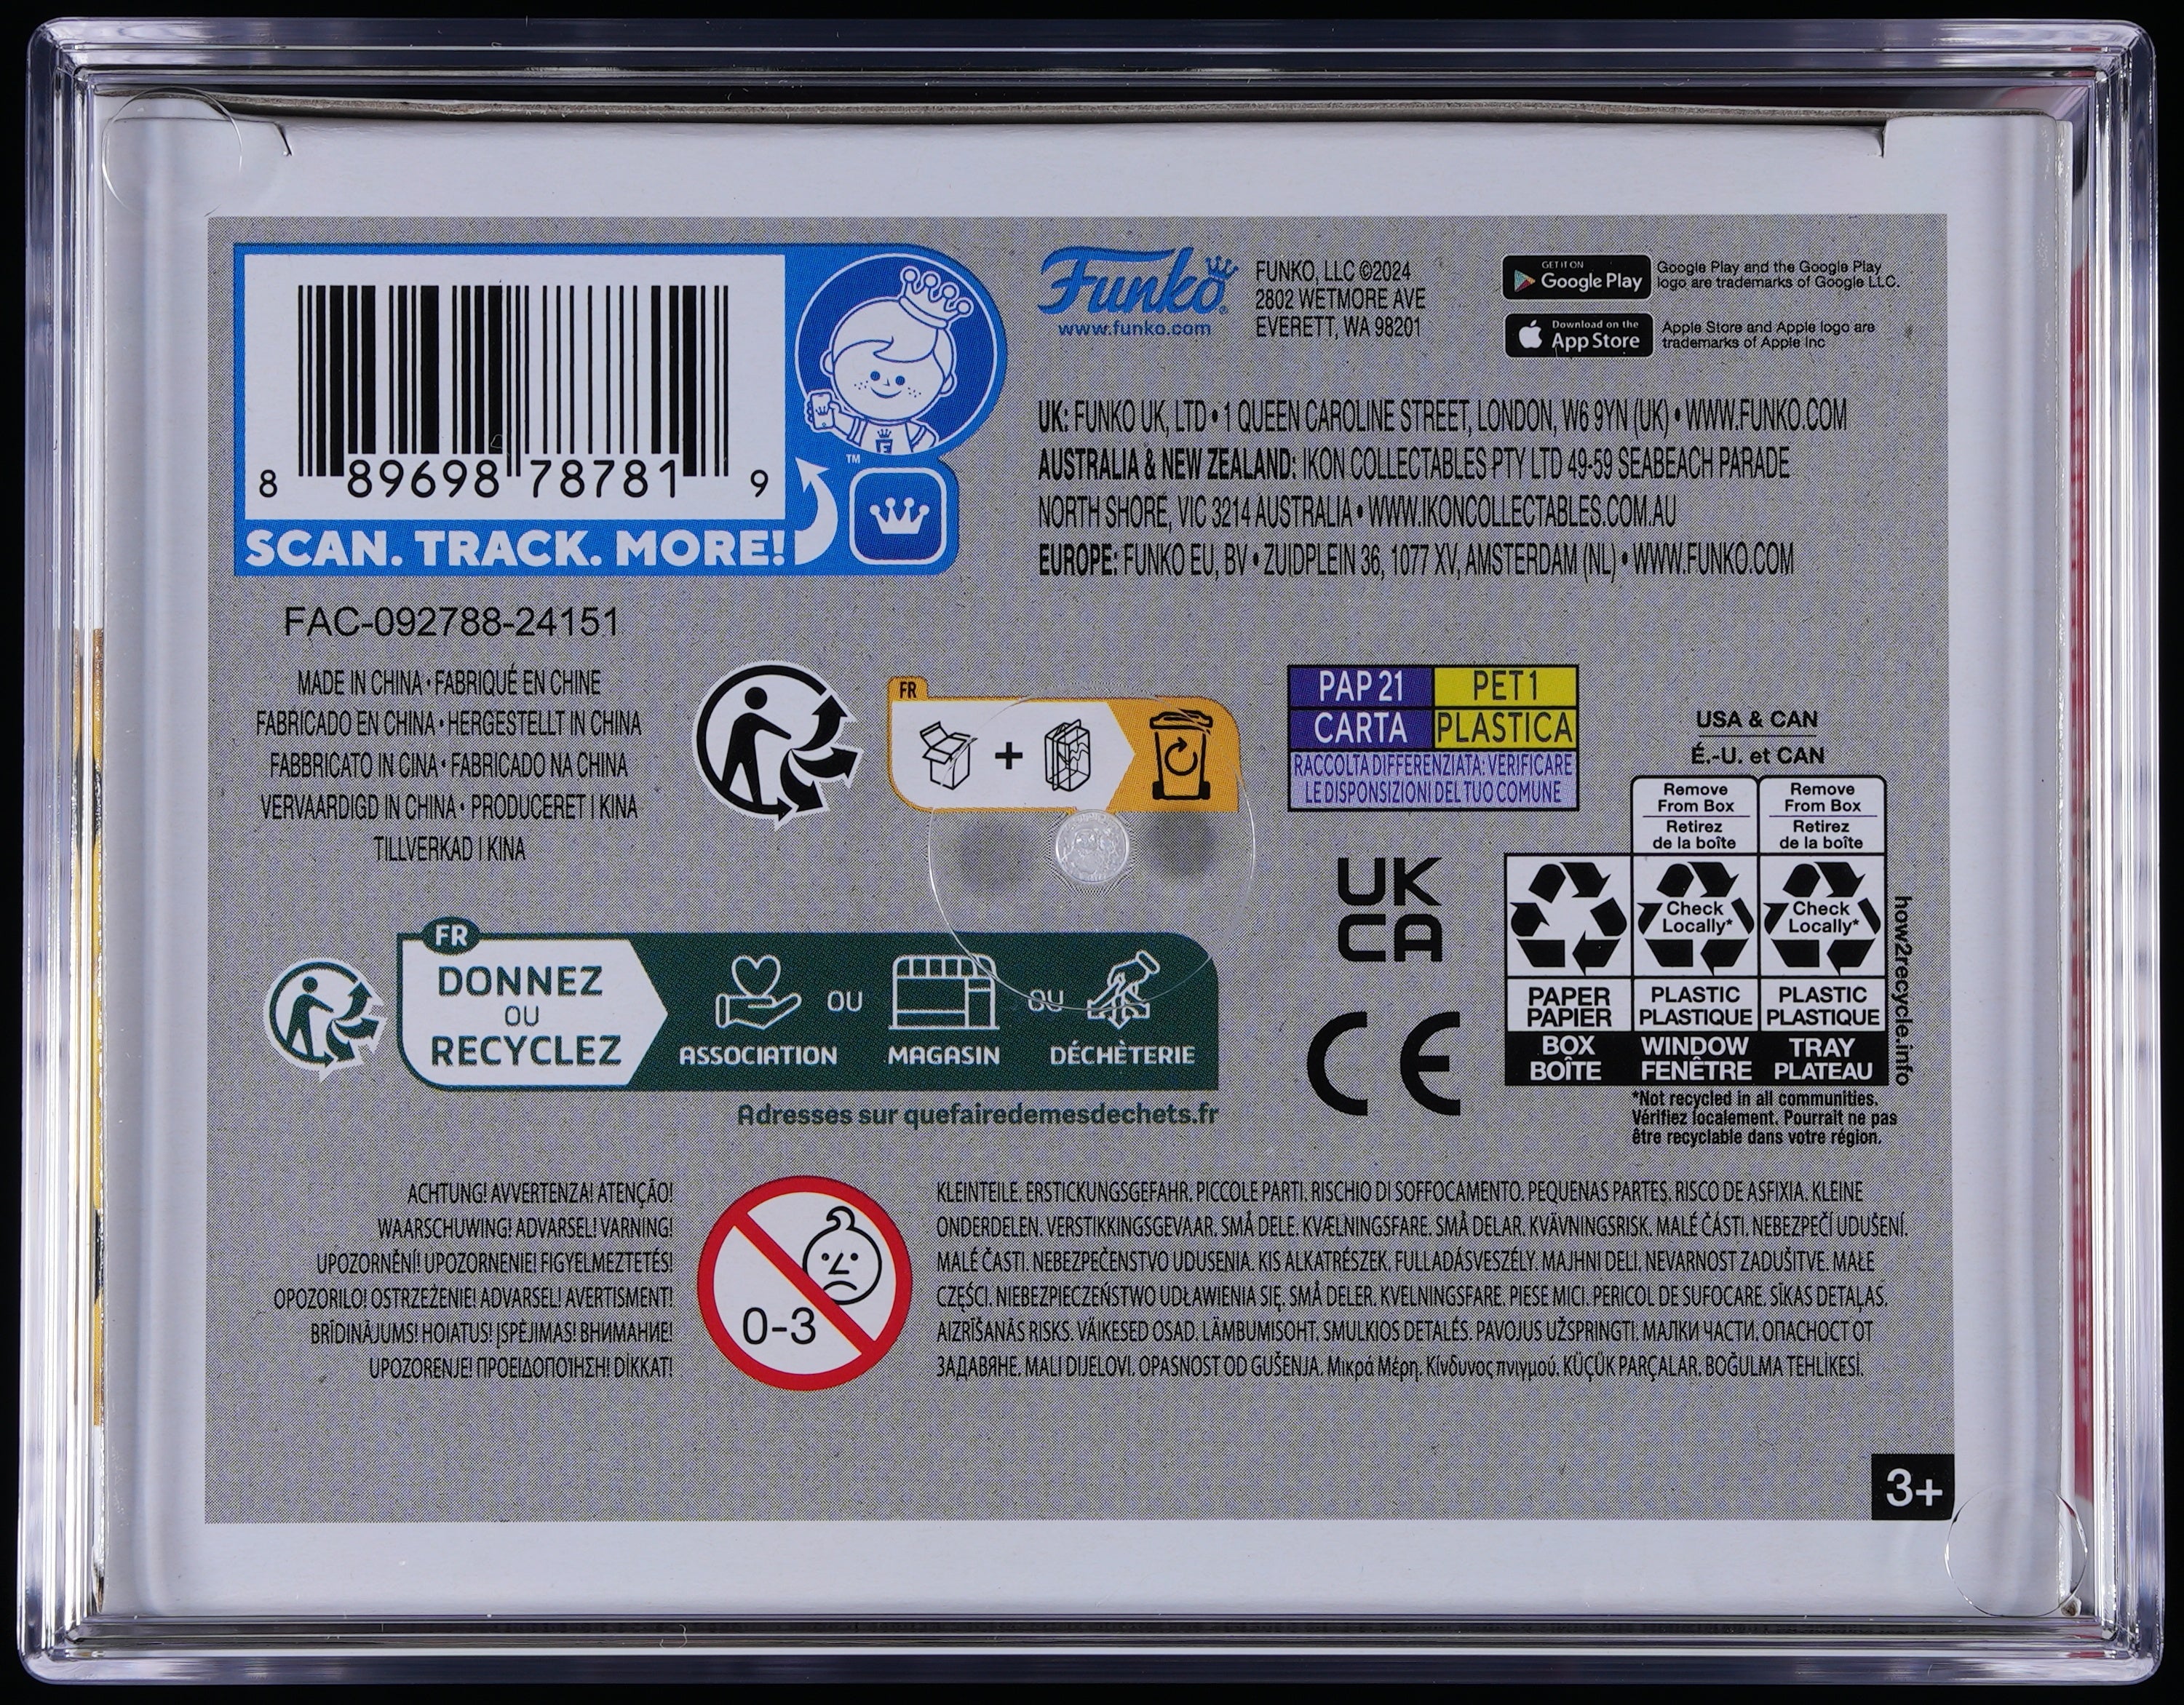 8 89698 78781 9
SCAN. TRACK. MORE!
F
TM
Funko®
www.funko.com
FUNKO, LLC ©2024
2802 WETMORE AVE
EVERETT, WA 98201
GET IT ON
Google Play
Google Play and the Google Play
logo are trademarks of Google LLC.
Download on the
App Store
Apple Store and Apple logo are
trademarks of Apple Inc
UK: FUNKO UK, LTD • 1 QUEEN CAROLINE STREET, LONDON, W6 9YN (UK) • WWW.FUNKO.COM
AUSTRALIA & NEW ZEALAND: IKON COLLECTABLES PTY LTD 49-59 SEABEACH PARADE
NORTH SHORE, VIC 3214 AUSTRALIA • WWW.IKONCOLLECTABLES.COM.AU
EUROPE: FUNKO EU, BV • ZUIDPLEIN 36, 1077 XV, AMSTERDAM (NL) • WWW.FUNKO.COM
FAC-092788-24151
MADE IN CHINA • FABRIQUÉ EN CHINE
FABRICADO EN CHINA • HERGESTELLT IN CHINA
FABBRICATO IN CINA • FABRICADO NA CHINA
VERVAARDIGD IN CHINA • PRODUCERET I KINA
TILLVERKAD I KINA
FR
+
PAP 21 PET 1
CARTA PLASTICA
RACCOLTA DIFFERENZIATA: VERIFICARE
LE DISPONSIZIONI DEL TUO COMUNE
USA & CAN
É.-U. et CAN
Remove
From Box
Retirez
de la boîte
Remove
From Box
Retirez
de la boîte
Check
Locally*
Check
Locally*
PAPER
PAPIER
PLASTIC
PLASTIQUE
PLASTIC
PLASTIQUE
BOX
BOÎTE
WINDOW
FENÊTRE
TRAY
PLATEAU
how2recycle.info
*Not recycled in all communities.
Vérifiez localement. Pourrait ne pas
être recyclable dans votre région.
UK
CA
CE
FR
DONNEZ
OU
RECYCLEZ
ASSOCIATION
OU
MAGASIN
OU
DÉCHÈTERIE
Adresses sur quefairedemesdechets.fr
ACHTUNG! AVVERTENZA! ATENÇÃO!
WAARSCHUWING! ADVARSEL! VARNING!
UPOZORNĚNÍ! UPOZORNENIE! FIGYELMEZTETÉS!
OPOZORILO! OSTRZEŻENIE! ADVARSEL! AVERTISMENT!
BRĪDINĀJUMS! HOIATUS! ĮSPĖJIMAS! ВНИМАНИЕ!
UPOZORENJE! ΠΡΟΕΙΔΟΠΟΊΗΣΗ! DİKKAT!
0-3
KLEINTEILE. ERSTICKUNGSGEFAHR. PICCOLE PARTI. RISCHIO DI SOFFOCAMENTO. PEQUENAS PARTES. RISCO DE ASFIXIA. KLEINE
ONDERDELEN. VERSTIKKINGSGEVAAR. SMÅ DELE. KVÆLNINGSFARE. SMÅ DELAR. KVÄVNINGSRISK. MALÉ ČÁSTI. NEBEZPEČÍ UDUŠENÍ.
MALÉ ČASTI. NEBEZPEČENSTVO UDUSENIA. KIS ALKATRÉSZEK. FULLADÁSVESZÉLY. MAJHNI DELI. NEVARNOST ZADUŠITVE. MAŁE
CZĘŚCI. NIEBEZPIECZEŃSTWO UDŁAWIENIA SIĘ. SMÅ DELER. KVELNINGSFARE. PIESE MICI. PERICOL DE SUFOCARE. SĪKAS DETAĻAS.
AIZRĪŠANĀS RISKS. VÄIKESED OSAD. LÄMBUMISOHT. SMULKIOS DETALĖS. PAVOJUS UŽSPRINGTI. МАЛКИ ЧАСТИ. ОПАСНОСТ ОТ
ЗАДАВЯНЕ. MALI DIJELOVI. OPASNOST OD GUŠENJA. Μικρά Μέρη. Κίνδυνος πνιγμού. KÜÇÜK PARÇALAR. BOĞULMA TEHLİKESİ.
3+